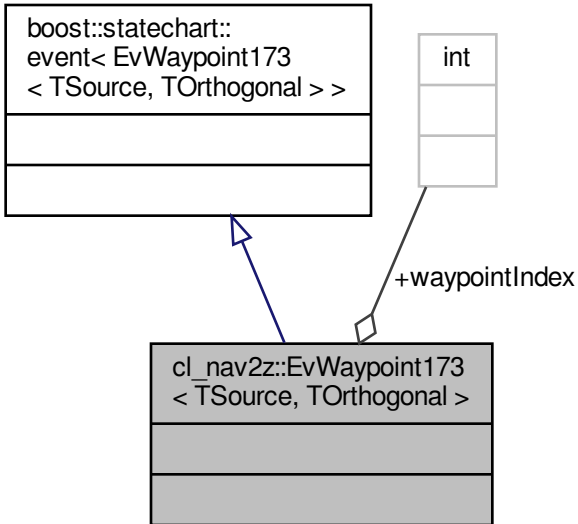 boost::statechart::
event< EvWaypoint173
< TSource, TOrthogonal > >
int
+waypointIndex
cl_nav2z::EvWaypoint173
< TSource, TOrthogonal >